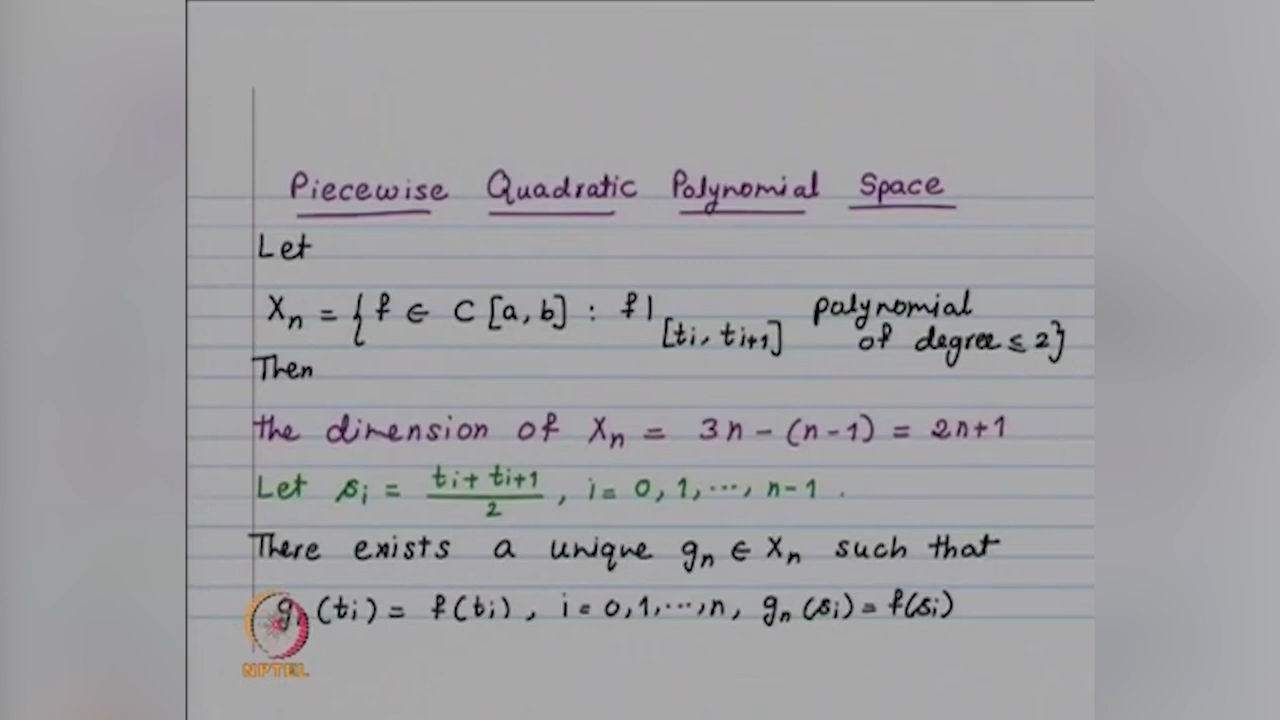 Piecewise Quadratic Polynomial Space
Let
Xₙ = { f ∈ C [a, b] : f|[tᵢ, tᵢ₊₁] polynomial of degree ≤ 2}
Then
the dimension of Xₙ = 3n - (n-1) = 2n+1
Let sᵢ = (tᵢ + tᵢ₊₁)/2 , i = 0, 1, ..., n-1 .
There exists a unique gₙ ∈ Xₙ such that
gₙ(tᵢ) = f(tᵢ) , i = 0, 1, ..., n, gₙ(sᵢ) = f(sᵢ)
NPTEL